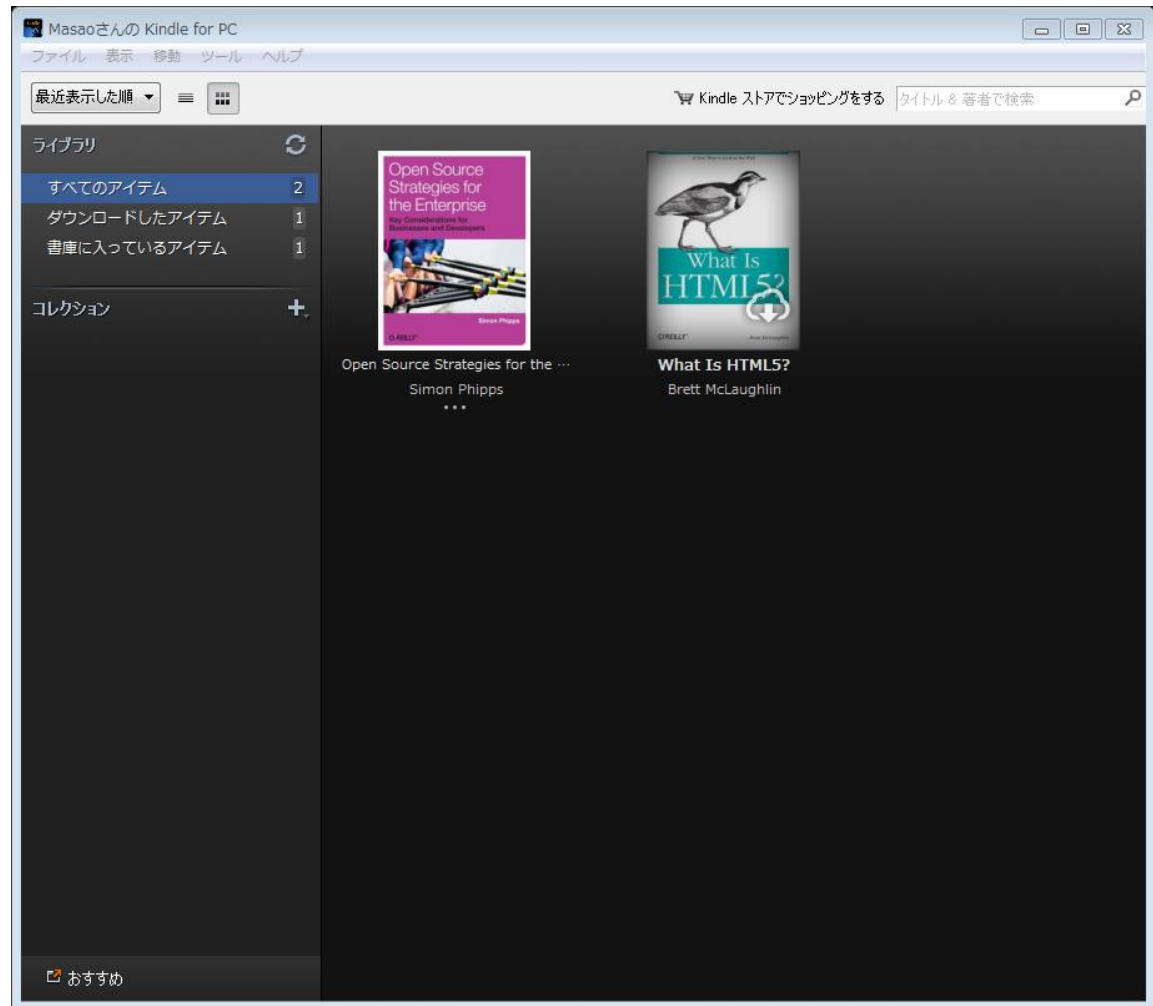 Masaoさんの Kindle for PC
ファイル 表示 移動 ツール ヘルプ
最近表示した順
Kindle ストアでショッピングをする
タイトル & 著者で検索
ライブラリ
すべてのアイテム 2
ダウンロードしたアイテム 1
書庫に入っているアイテム 1
コレクション
Open Source
Strategies for
the Enterprise
Key Considerations for
Businesses and Developers
Simon Phipps
O'REILLY
Open Source Strategies for the …
Simon Phipps
What Is
HTML5?
O'REILLY
Brett McLaughlin
What Is HTML5?
Brett McLaughlin
おすすめ